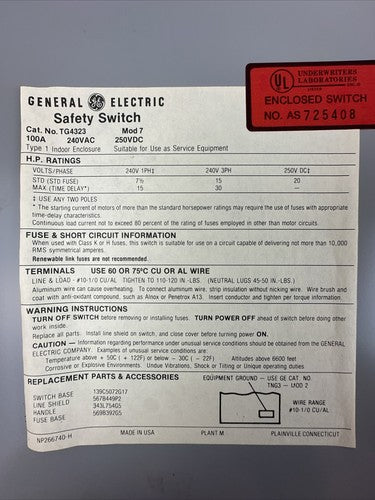 UNDERWRITERS
LABORATORIES
UL
LISTED
ENCLOSED SWITCH
NO. AS 725408
GENERAL GE ELECTRIC
Safety Switch
Cat. No. TG4323 Mod 7
100A 240VAC 250VDC
Type 1 Indoor Enclosure Suitable for Use as Service Equipment
H.P. RATINGS
VOLTS/PHASE 240V 1PH‡ 240V 3PH 250V DC‡
STD (STD FUSE) 7½ 15 20
MAX (TIME DELAY*) 15 30 —
‡ USE ANY TWO POLES
* The starting current of motors of more than the standard horsepower ratings may require the use of fuses with appropriate
time-delay characteristics.
Continuous load current not to exceed 80 percent of the rating of fuses employed in other than motor circuits.
FUSE & SHORT CIRCUIT INFORMATION
When used with Class K or H fuses, this switch is suitable for use on a circuit capable of delivering not more than 10,000
RMS symmetrical amperes.
Renewable link fuses are not recommended.
TERMINALS USE 60 OR 75°C CU OR AL WIRE
LINE & LOAD - #10-1/0 CU/AL TIGHTEN TO 110-120 IN.-LBS. (NEUTRAL LUGS 45-50 IN.-LBS.)
Aluminum wire can cause overheating. To connect aluminum wire, strip insulation without nicking wire. Wire brush and
coat with anti-oxidant compound, such as Alnox or Penetrox A13. Insert conductor and tighten per torque information.
WARNING INSTRUCTIONS
TURN OFF SWITCH before removing or installing fuses. TURN POWER OFF ahead of switch before doing other
work inside.
Replace all parts. Install line shield on switch, and close cover before turning power ON.
CAUTION — Information regarding performance under unusual service conditions should be obtained from the GENERAL
ELECTRIC COMPANY. Examples of unusual service conditions are:
Temperature above + 50C ( + 122F) or below – 30C ( – 22F) Altitudes above 6600 feet
Corrosive or Explosive Environments. Undue Vibrations, Shock or Tilting or Unique operating duties
REPLACEMENT PARTS & ACCESSORIES
SWITCH BASE 139C5072G17
LINE SHIELD 567B449P2
HANDLE 343L754G5
FUSE BASE 569B392G5
EQUIPMENT GROUND - USE GE CAT. NO.
TNG3 - MOD 2
WIRE RANGE
#10-1/0 CU/AL
NP266740-H MADE IN USA PLANT M PLAINVILLE CONNECTICUT